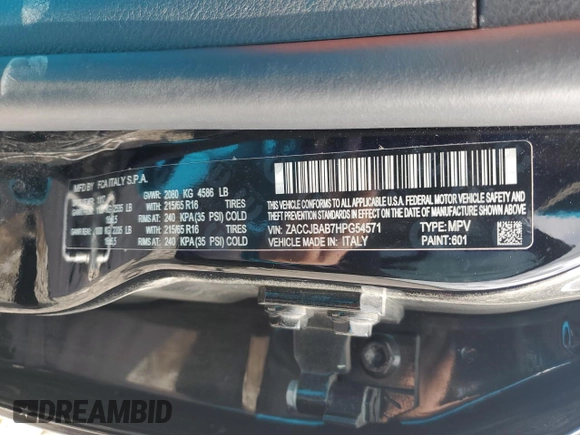 MFD BY FCA ITALY S.P.A.
GVWR: 2080 KG 4586 LB
LB WITH 215/65 R16 TIRES
RIMS AT: 240 KPA(35 PSI) COLD
LB WITH 215/65 R16 TIRES
RIMS AT: 240 KPA(35 PSI) COLD
THIS VEHICLE CONFORMS TO ALL APPLICABLE U.S.A. FEDERAL MOTOR VEHICLE SAFETY,
BUMPER, AND THEFT PREVENTION STANDARDS IN EFFECT ON THE DATE OF MANUFACTURE SHOWN ABOVE.
VIN: ZACCJBAB7HPG54571 TYPE: MPV
VEHICLE MADE IN: ITALY PAINT: 601
DREAMBID